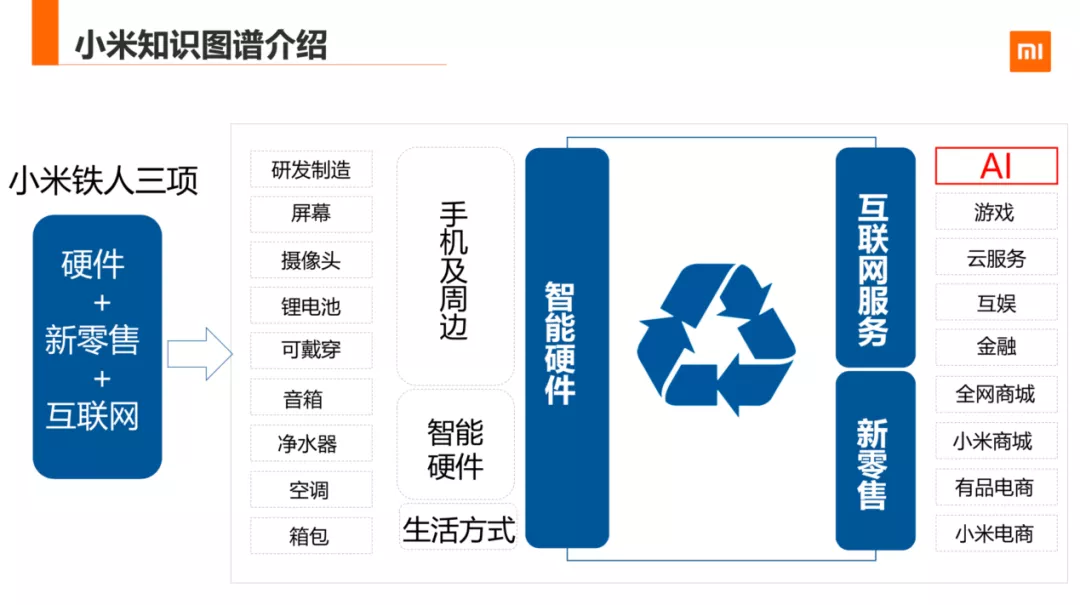 小米知识图谱介绍
mi
小米铁人三项
硬件
+
新零售
+
互联网
研发制造
屏幕
摄像头
锂电池
可戴穿
音箱
净水器
空调
箱包
手机及周边
智能
硬件
生活方式
智能硬件
互联网服务
新零售
AI
游戏
云服务
互娱
金融
全网商城
小米商城
有品电商
小米电商